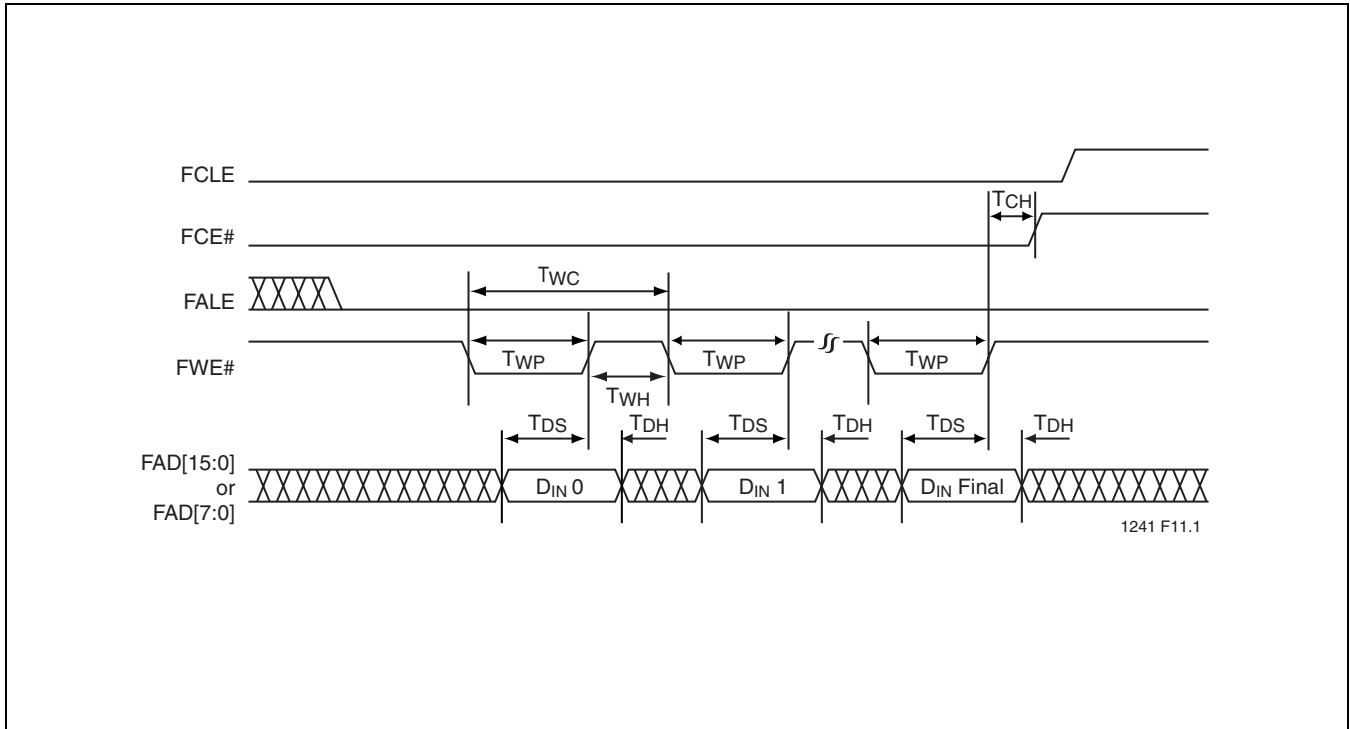 FCLE
TCH
FCE#
TWC
FALE
TWP TWP TWP
FWE#
TWH
TDS TDH TDS TDH TDS TDH
FAD[15:0]
or
FAD[7:0]
DIN 0 DIN 1 DIN Final
1241 F11.1